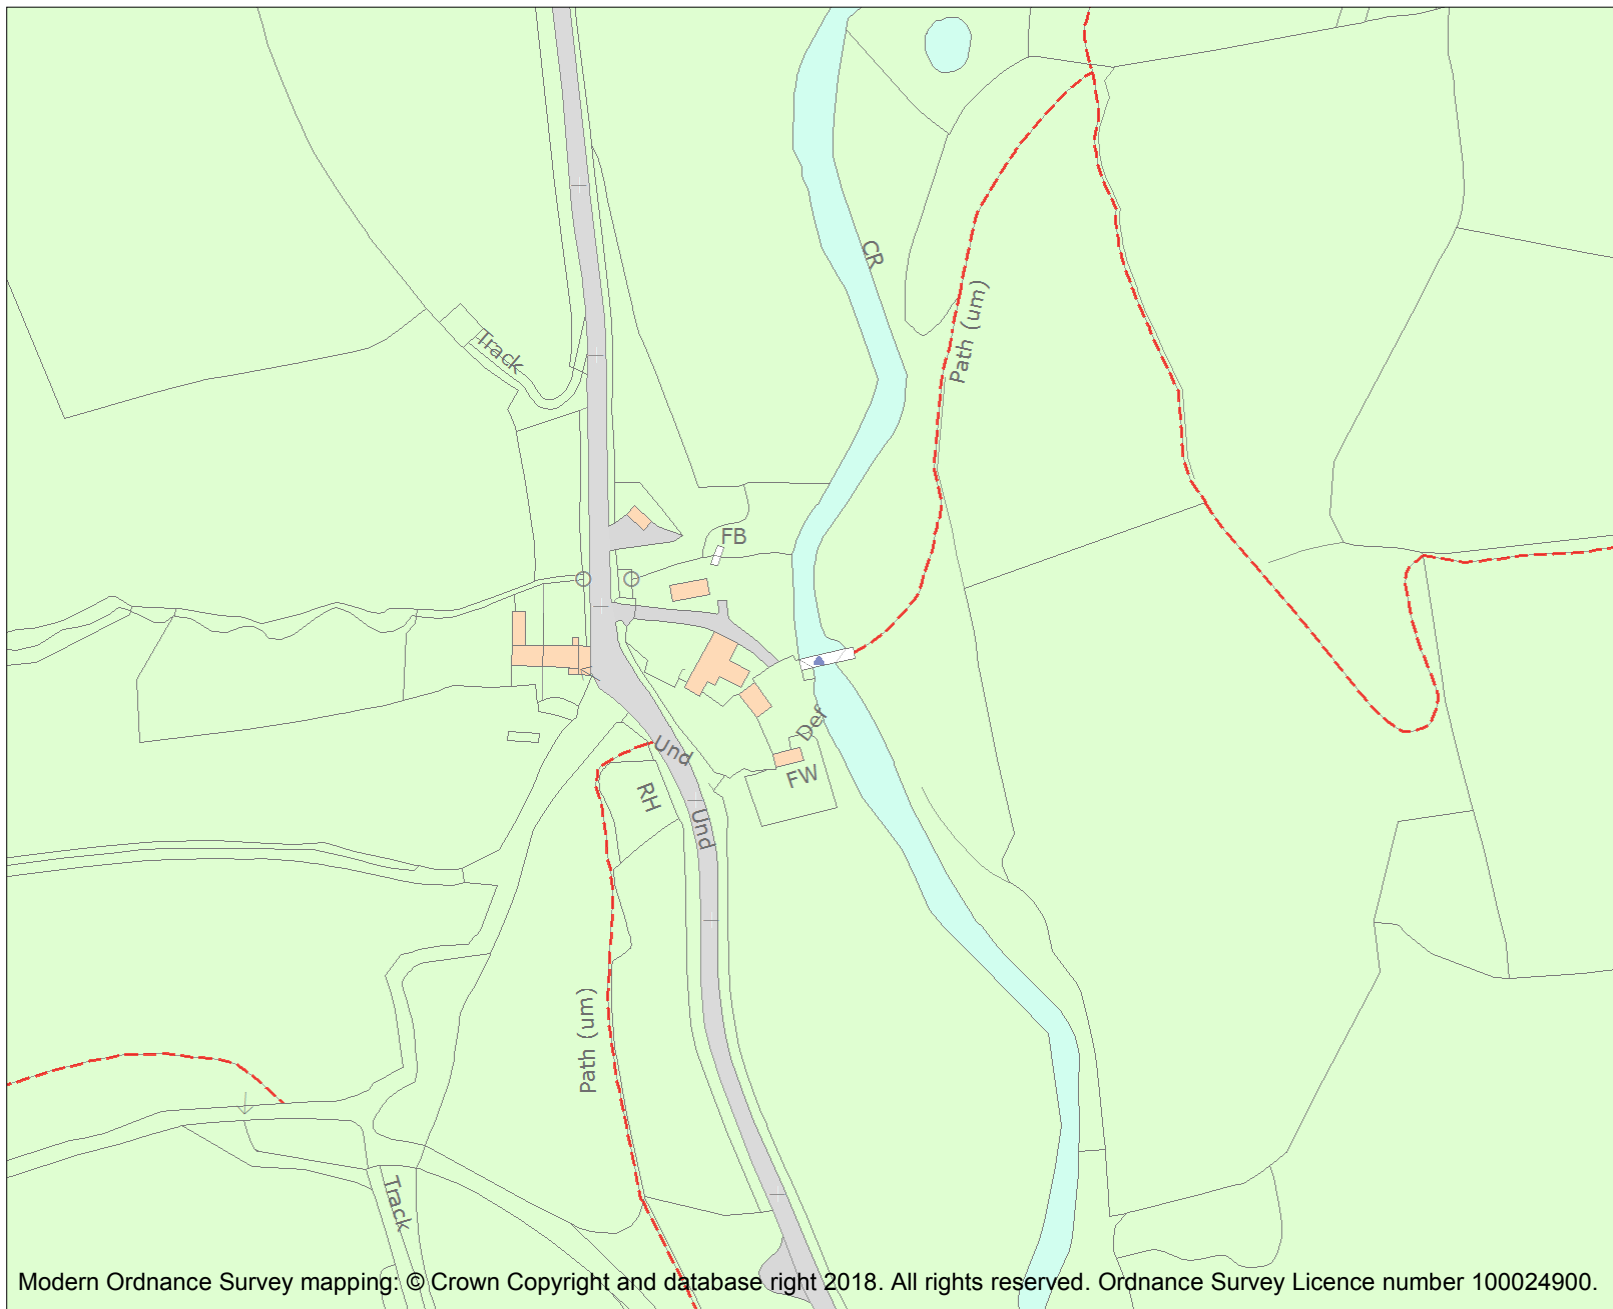 CR
Path (um)
Track
FB
Def
Und
FW
RH
Und
Path (um)
Track
Modern Ordnance Survey mapping: © Crown Copyright and database right 2018. All rights reserved. Ordnance Survey Licence number 100024900.